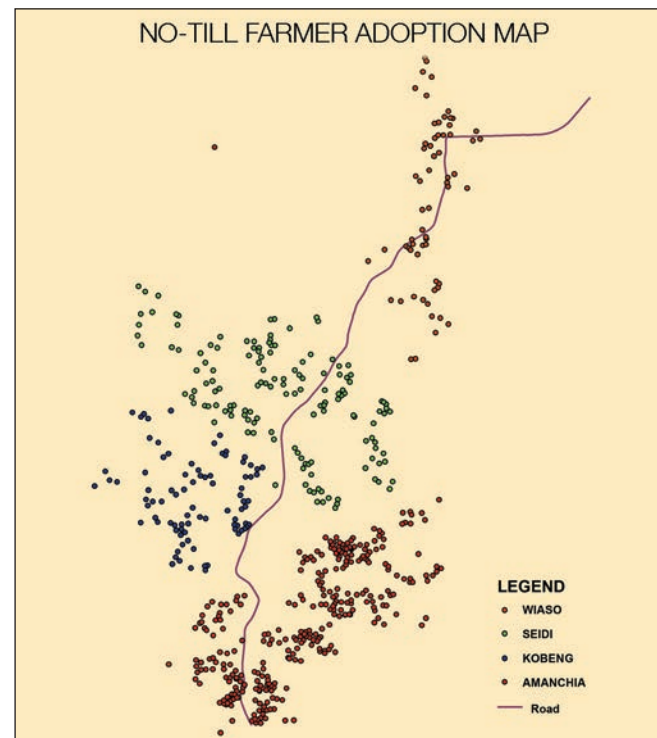 NO-TILL FARMER ADOPTION MAP
LEGEND
WIASO
SEIDI
KOBENG
AMANCHIA
Road